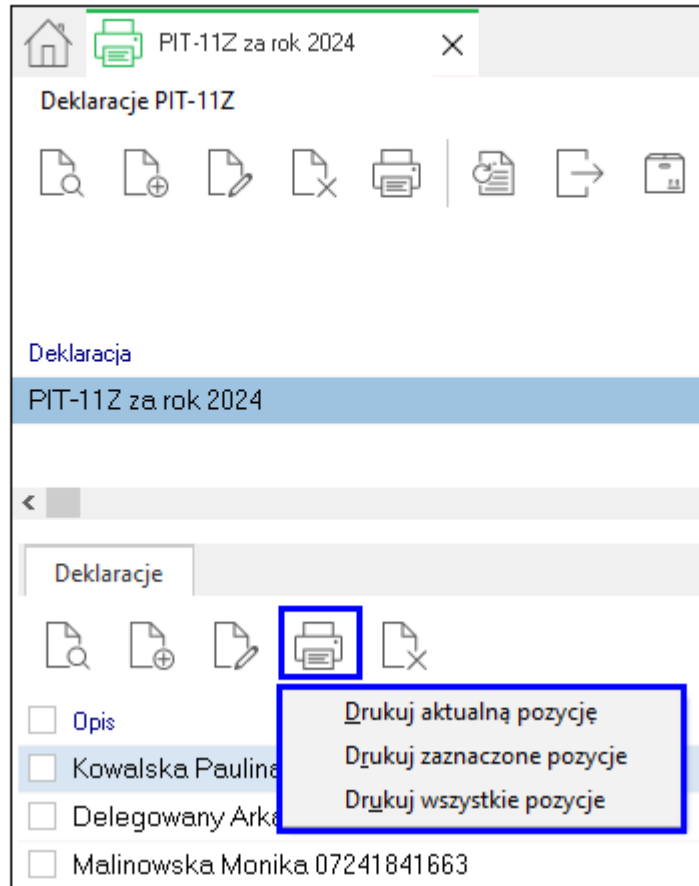 PIT-11Z za rok 2024
Deklaracje PIT-11Z
Deklaracja
PIT-11Z za rok 2024
Deklaracje
Opis
Drukuj aktualną pozycję
Drukuj zaznaczone pozycje
Drukuj wszystkie pozycje
Kowalska Paulina
Delegowany
Malinowska Monika 07241841663